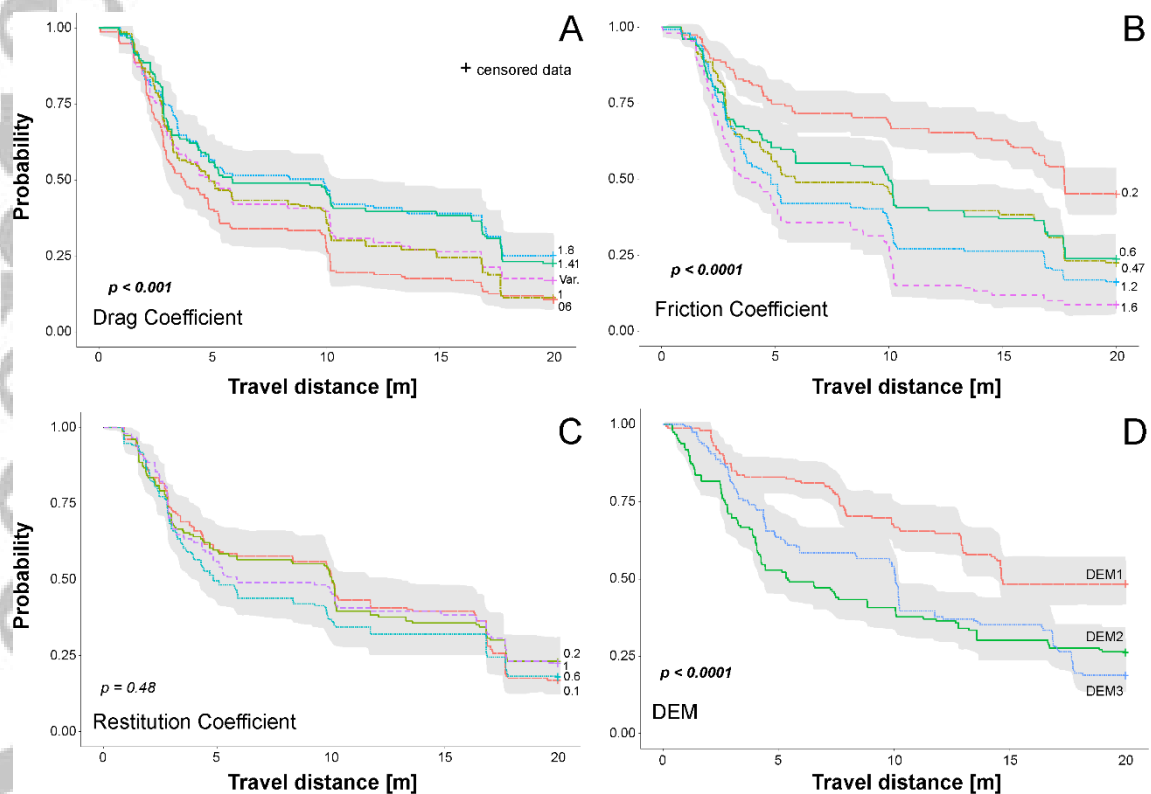 A
1.00
0.75
0.50
0.25
0.00
Probability
+ censored data
1.8
1.41
Var.
1
06
p < 0.001
Drag Coefficient
0 5 10 15 20
Travel distance [m]
B
1.00
0.75
0.50
0.25
0.00
0.2
0.6
0.47
1.2
1.6
p < 0.0001
Friction Coefficient
0 5 10 15 20
Travel distance [m]
C
1.00
0.75
0.50
0.25
0.00
Probability
0.2
1
0.6
0.1
p = 0.48
Restitution Coefficient
0 5 10 15 20
Travel distance [m]
D
1.00
0.75
0.50
0.25
0.00
DEM1
DEM2
DEM3
p < 0.0001
DEM
0 5 10 15 20
Travel distance [m]